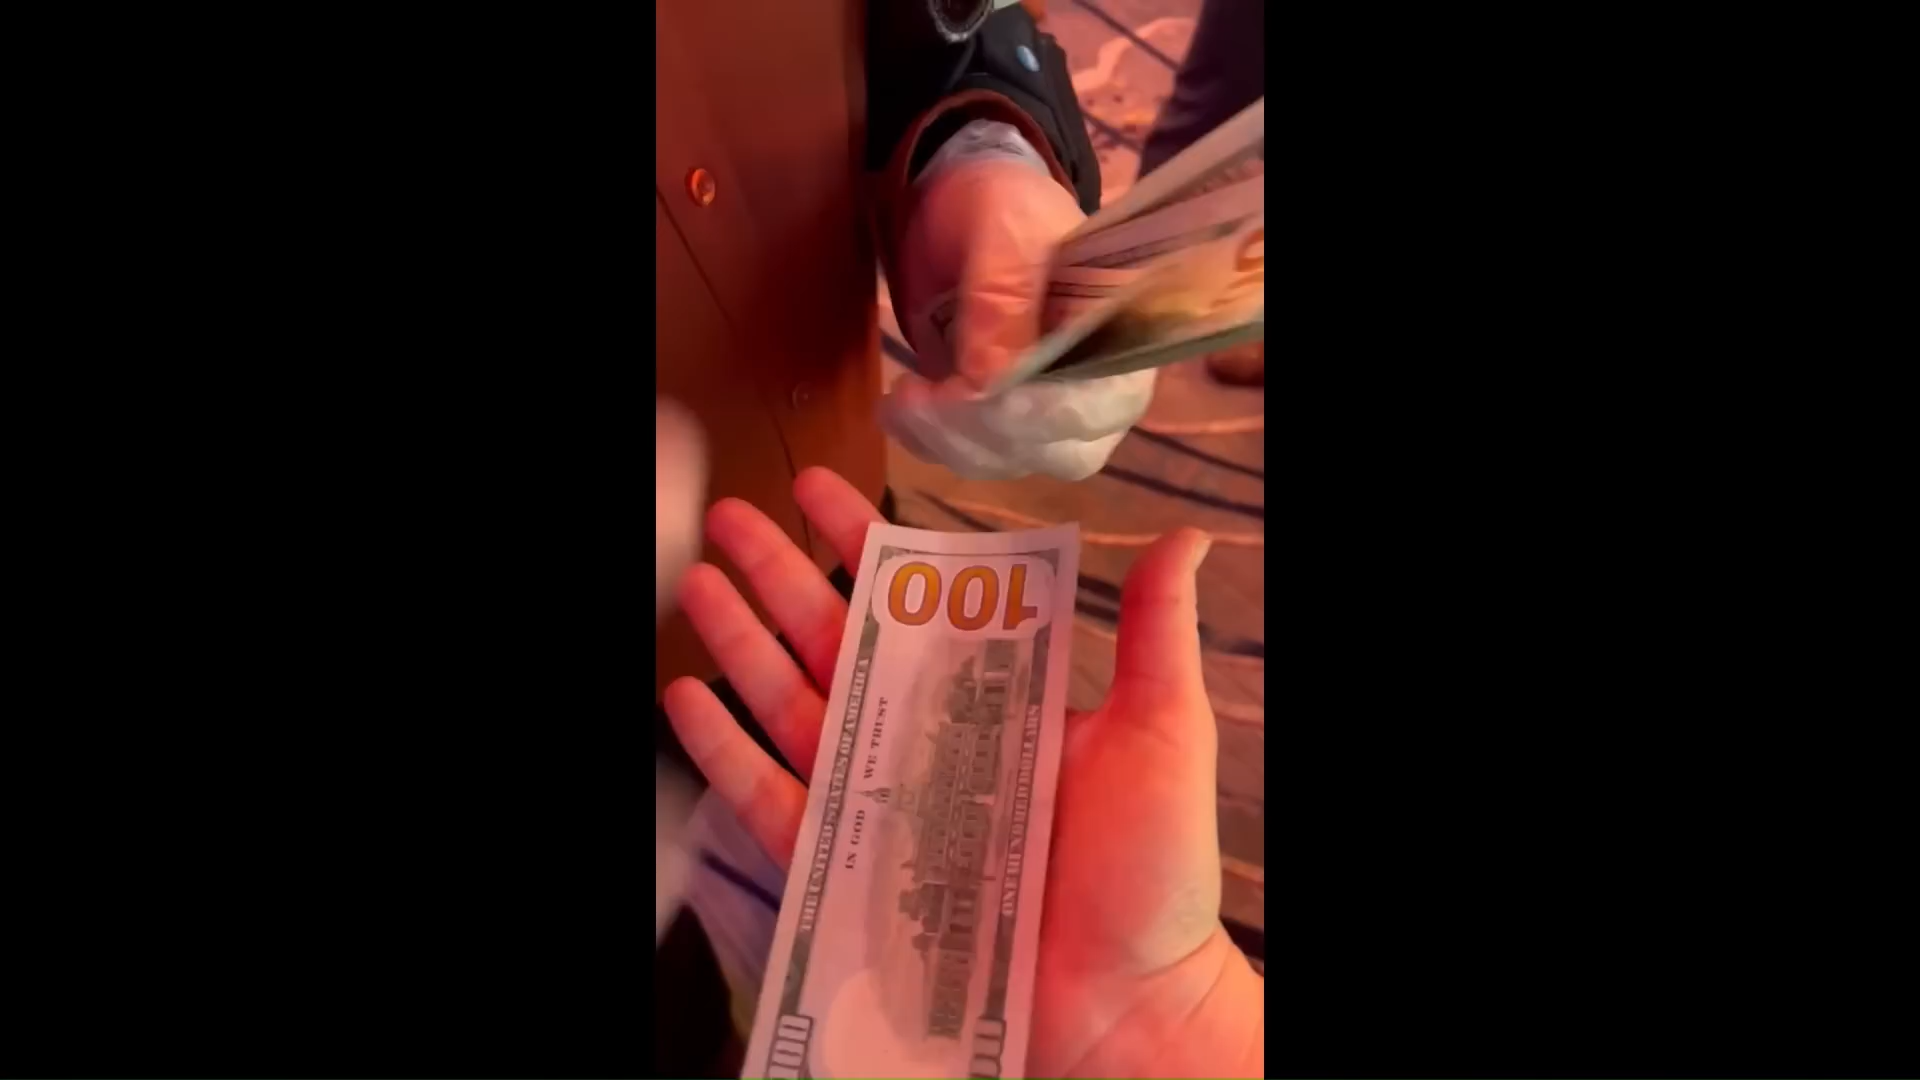 100
THE UNITED STATES OF AMERICA
IN GOD WE TRUST
ONE HUNDRED DOLLARS
100
100